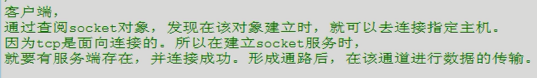 客户端，
通过查阅socket对象，发现在该对象建立时，就可以去连接指定主机。
因为tcp是面向连接的。所以在建立socket服务时，
就要有服务端存在，并连接成功。形成通路后，在该通道进行数据的传输。